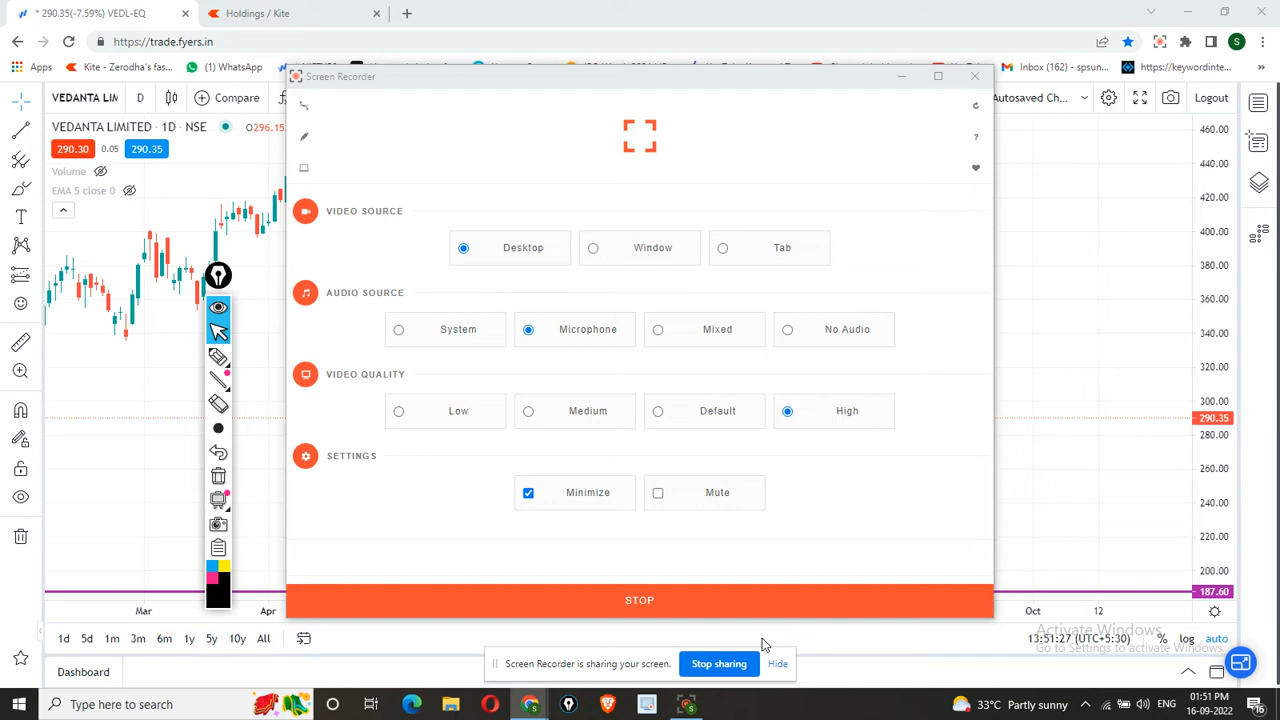 * 290.35(-7.59%) VEDL-EQ
Holdings / Kite
https://trade.fyers.in
Apps
Kite - Zerodha's fas...
(1) WhatsApp
Inbox (162) - spsun...
https://keywordinte...
Screen Recorder
VEDANTA LIM
D
Compare
Autosaved Ch...
Logout
VEDANTA LIMITED · 1D · NSE
O296.15
290.30 0.05 290.35
Volume
EMA 5 close 0
VIDEO SOURCE
Desktop
Window
Tab
AUDIO SOURCE
System
Microphone
Mixed
No Audio
VIDEO QUALITY
Low
Medium
Default
High
SETTINGS
Minimize
Mute
STOP
460.00
440.00
420.00
400.00
380.00
360.00
340.00
320.00
300.00
290.35
280.00
260.00
240.00
220.00
200.00
187.60
Mar
Apr
Oct
12
1d 5d 1m 3m 6m 1y 5y 10y All
13:51:27 (UTC+5:30) % log auto
Activate Windows
Go to Settings to activate Windows.
Screen Recorder is sharing your screen. Stop sharing Hide
Dashboard
Type here to search
33°C Partly sunny
ENG
01:51 PM
16-09-2022
16